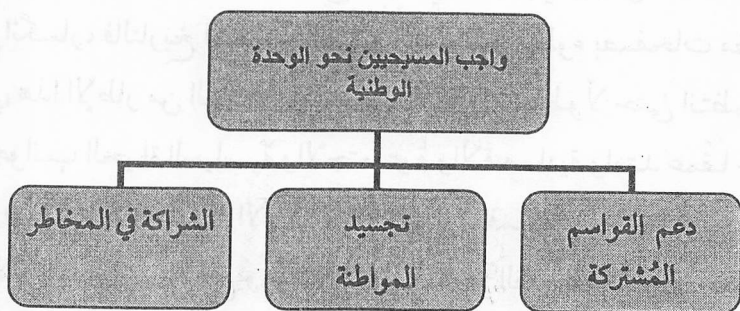 واجب المسيحيين نحو الوحدة
الوطنية
دعم القواسم
المُشتركة
تجسيد
المواطنة
الشراكة في المخاطر